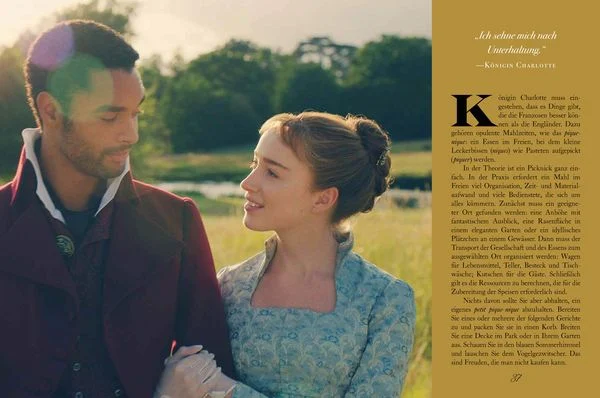 „Ich sehne mich nach
Unterhaltung.“
—Königin Charlotte
Königin Charlotte muss ein-
gestehen, dass es Dinge gibt,
die die Franzosen besser kön-
nen als die Engländer. Dazu
gehören opulente Mahlzeiten, wie das pique-
nique: ein Essen im Freien, bei dem kleine
Leckerbissen (niques) wie Pasteten aufgepickt
(piquer) werden.
In der Theorie ist ein Picknick ganz ein-
fach. In der Praxis erfordert ein Mahl im
Freien viel Organisation, Zeit- und Material-
aufwand und viele Bedienstete, die sich um
alles kümmern. Zunächst muss ein geeigne-
ter Ort gefunden werden: eine Anhöhe mit
fantastischem Ausblick, eine Rasenfläche in
einem eleganten Garten oder ein idyllisches
Plätzchen an einem Gewässer. Dann muss der
Transport der Gesellschaft und des Essens zum
ausgewählten Ort organisiert werden: Wagen
für Lebensmittel, Teller, Besteck und Tisch-
wäsche; Kutschen für die Gäste. Schließlich
gilt es die Ressourcen zu berechnen, die für die
Zubereitung der Speisen erforderlich sind.
Nichts davon sollte Sie aber abhalten, ein
eigenes petit pique-nique abzuhalten. Bereiten
Sie eines oder mehrere der folgenden Gerichte
zu und packen Sie sie in einen Korb. Breiten
Sie eine Decke im Park oder in Ihrem Garten
aus. Schauen Sie in den blauen Sommerhimmel
und lauschen Sie dem Vogelgezwitscher. Das
sind Freuden, die man nicht kaufen kann.
37